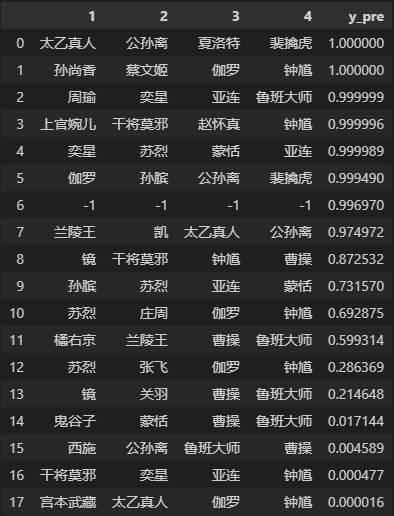 1 2 3 4 y_pre
0 太乙真人 公孙离 夏洛特 裴擒虎 1.000000
1 孙尚香 蔡文姬 伽罗 钟馗 1.000000
2 周瑜 奕星 亚连 鲁班大师 0.999999
3 上官婉儿 干将莫邪 赵怀真 钟馗 0.999996
4 奕星 苏烈 蒙恬 亚连 0.999989
5 伽罗 孙膑 公孙离 裴擒虎 0.999490
6 -1 -1 -1 -1 0.996970
7 兰陵王 凯 太乙真人 公孙离 0.974972
8 镜 干将莫邪 钟馗 曹操 0.872532
9 孙膑 苏烈 亚连 蒙恬 0.731570
10 苏烈 庄周 伽罗 钟馗 0.692875
11 橘右京 兰陵王 曹操 鲁班大师 0.599314
12 苏烈 张飞 伽罗 钟馗 0.286369
13 镜 关羽 曹操 鲁班大师 0.214648
14 鬼谷子 蒙恬 曹操 鲁班大师 0.017144
15 西施 公孙离 鲁班大师 曹操 0.004589
16 干将莫邪 奕星 亚连 钟馗 0.000477
17 宫本武藏 太乙真人 伽罗 钟馗 0.000016